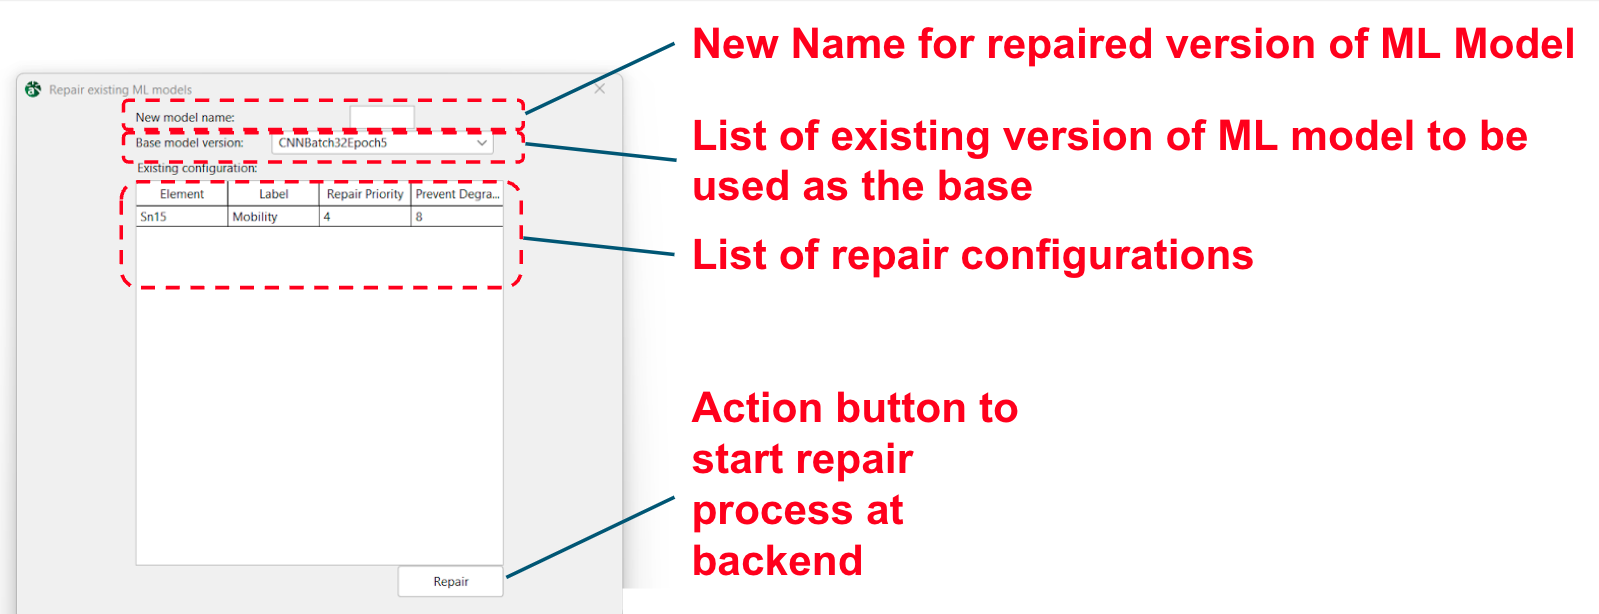 New Name for repaired version of ML Model
Repair existing ML models
New model name:
List of existing version of ML model to be
used as the base
Base model version:
CNNBatch32Epoch5
Existing configuration:
Element Label Repair Priority Prevent Degra...
Sn15 Mobility 4 8
List of repair configurations
Action button to
start repair
process at
backend
Repair